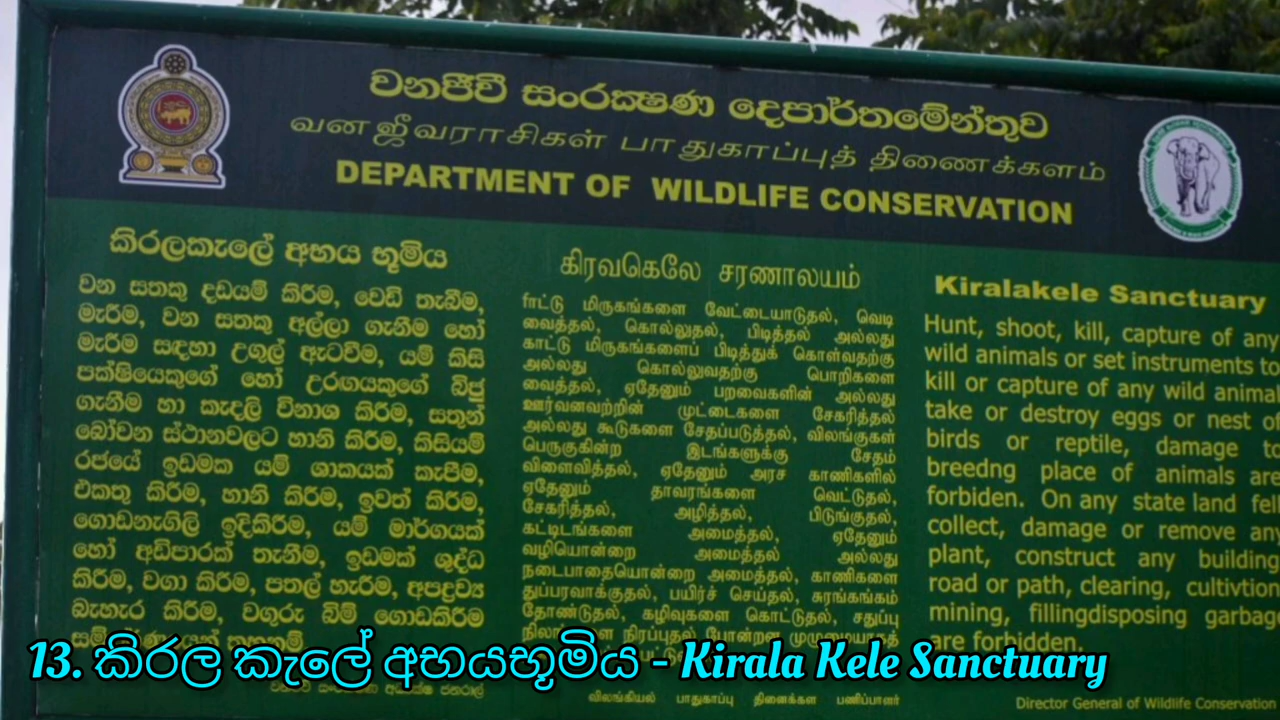 වනජීවී සංරක්ෂණ දෙපාර්තමේන්තුව
வனஜீவராசிகள் பாதுகாப்புத் திணைக்களம்
DEPARTMENT OF WILDLIFE CONSERVATION
කිරලකැලේ අභය භූමිය
වන සතකු දඩයම් කිරීම, වෙඩි තැබීම,
මැරීම, වන සතකු අල්ලා ගැනීම හෝ
මැරීම සඳහා උගුල් ඇටවීම, යම් කිසි
පක්ෂියෙකුගේ හෝ උරගයකුගේ බිජු
ගැනීම හා කැදලි විනාශ කිරීම, සතුන්
බෝවන ස්ථානවලට හානි කිරීම, කිසියම්
රජයේ ඉඩමක යම් ශාකයක් කැපීම,
එකතු කිරීම, හානි කිරීම, ඉවත් කිරීම,
ගොඩනැගිලි ඉදිකිරීම, යම් මාර්ගයක්
හෝ අඩිපාරක් තැනීම, ඉඩමක් ශුද්ධ
කිරීම, වගා කිරීම, පතල් හෑරීම, අපද්‍රව්‍ය
බැහැර කිරීම, වගුරු බිම් ගොඩකිරීම
கிரவகெலே சரணாலயம்
ாட்டு மிருகங்களை வேட்டையாடுதல், வெடி
வைத்தல், கொல்லுதல், பிடித்தல் அல்லது
காட்டு மிருகங்களைப் பிடித்துக் கொள்வதற்கு
அல்லது கொல்லுவதற்கு பொறிகளை
வைத்தல், ஏதேனும் பறவைகளின் அல்லது
ஊர்வனவற்றின் முட்டைகளை சேகரித்தல்
அல்லது கூடுகளை சேதப்படுத்தல், விலங்குகள்
பெருகுகின்ற இடங்களுக்கு சேதம்
விளைவித்தல், ஏதேனும் அரச காணிகளில்
ஏதேனும் தாவரங்களை வெட்டுதல்,
சேகரித்தல், அழித்தல், பிடுங்குதல்,
கட்டிடங்களை அமைத்தல், ஏதேனும்
வழியொன்றை அமைத்தல் அல்லது
நடைபாதையொன்றை அமைத்தல், காணிகளை
துப்பரவாக்குதல், பயிர்ச் செய்தல், சுரங்கங்கம்
தோண்டுதல், கழிவுகளை கொட்டுதல், சதுப்பு
நிரப்புதல் போன்றன
விலங்கியல் பாதுகாப்பு தினைக்கள பணிப்பாளர்
Kiralakele Sanctuary
Hunt, shoot, kill, capture of any
wild animals or set instruments to
kill or capture of any wild animal
take or destroy eggs or nest of
birds or reptile, damage to
breedng place of animals are
forbiden. On any state land fell
collect, damage or remove any
plant, construct any building
road or path, clearing, cultivtion
mining, fillingdisposing garbag
are forbidden.
Director General of Wildlife Conservation
13. කිරල කැලේ අභයභූමිය - Kirala Kele Sanctuary